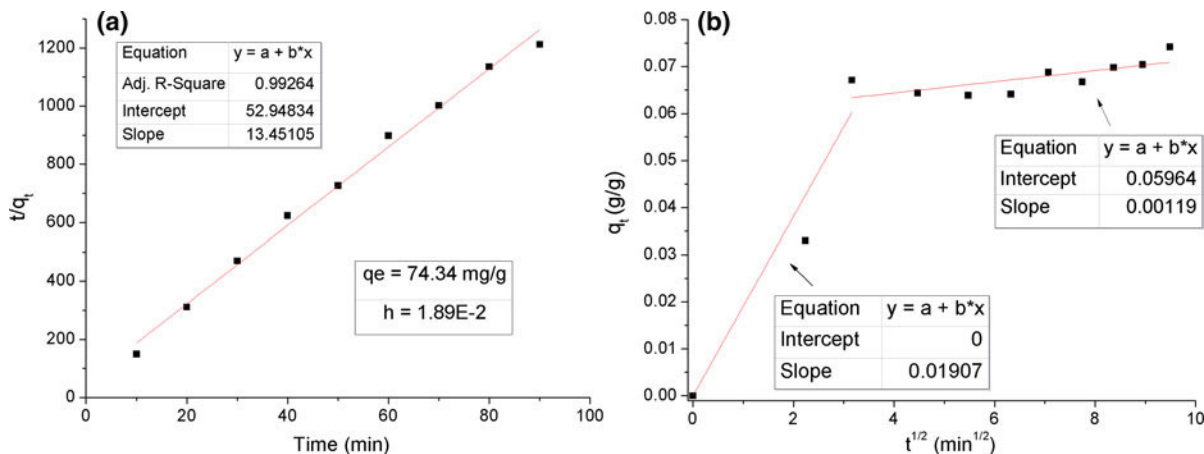 (a)
1200
1000
800
600
400
200
0
t/qt
Equation y = a + b*x
Adj. R-Square 0.99264
Intercept 52.94834
Slope 13.45105
qe = 74.34 mg/g
h = 1.89E-2
0 20 40 60 80 100
Time (min)
(b)
0.08
0.07
0.06
0.05
0.04
0.03
0.02
0.01
0.00
qt (g/g)
Equation y = a + b*x
Intercept 0.05964
Slope 0.00119
Equation y = a + b*x
Intercept 0
Slope 0.01907
0 2 4 6 8 10
t1/2 (min1/2)